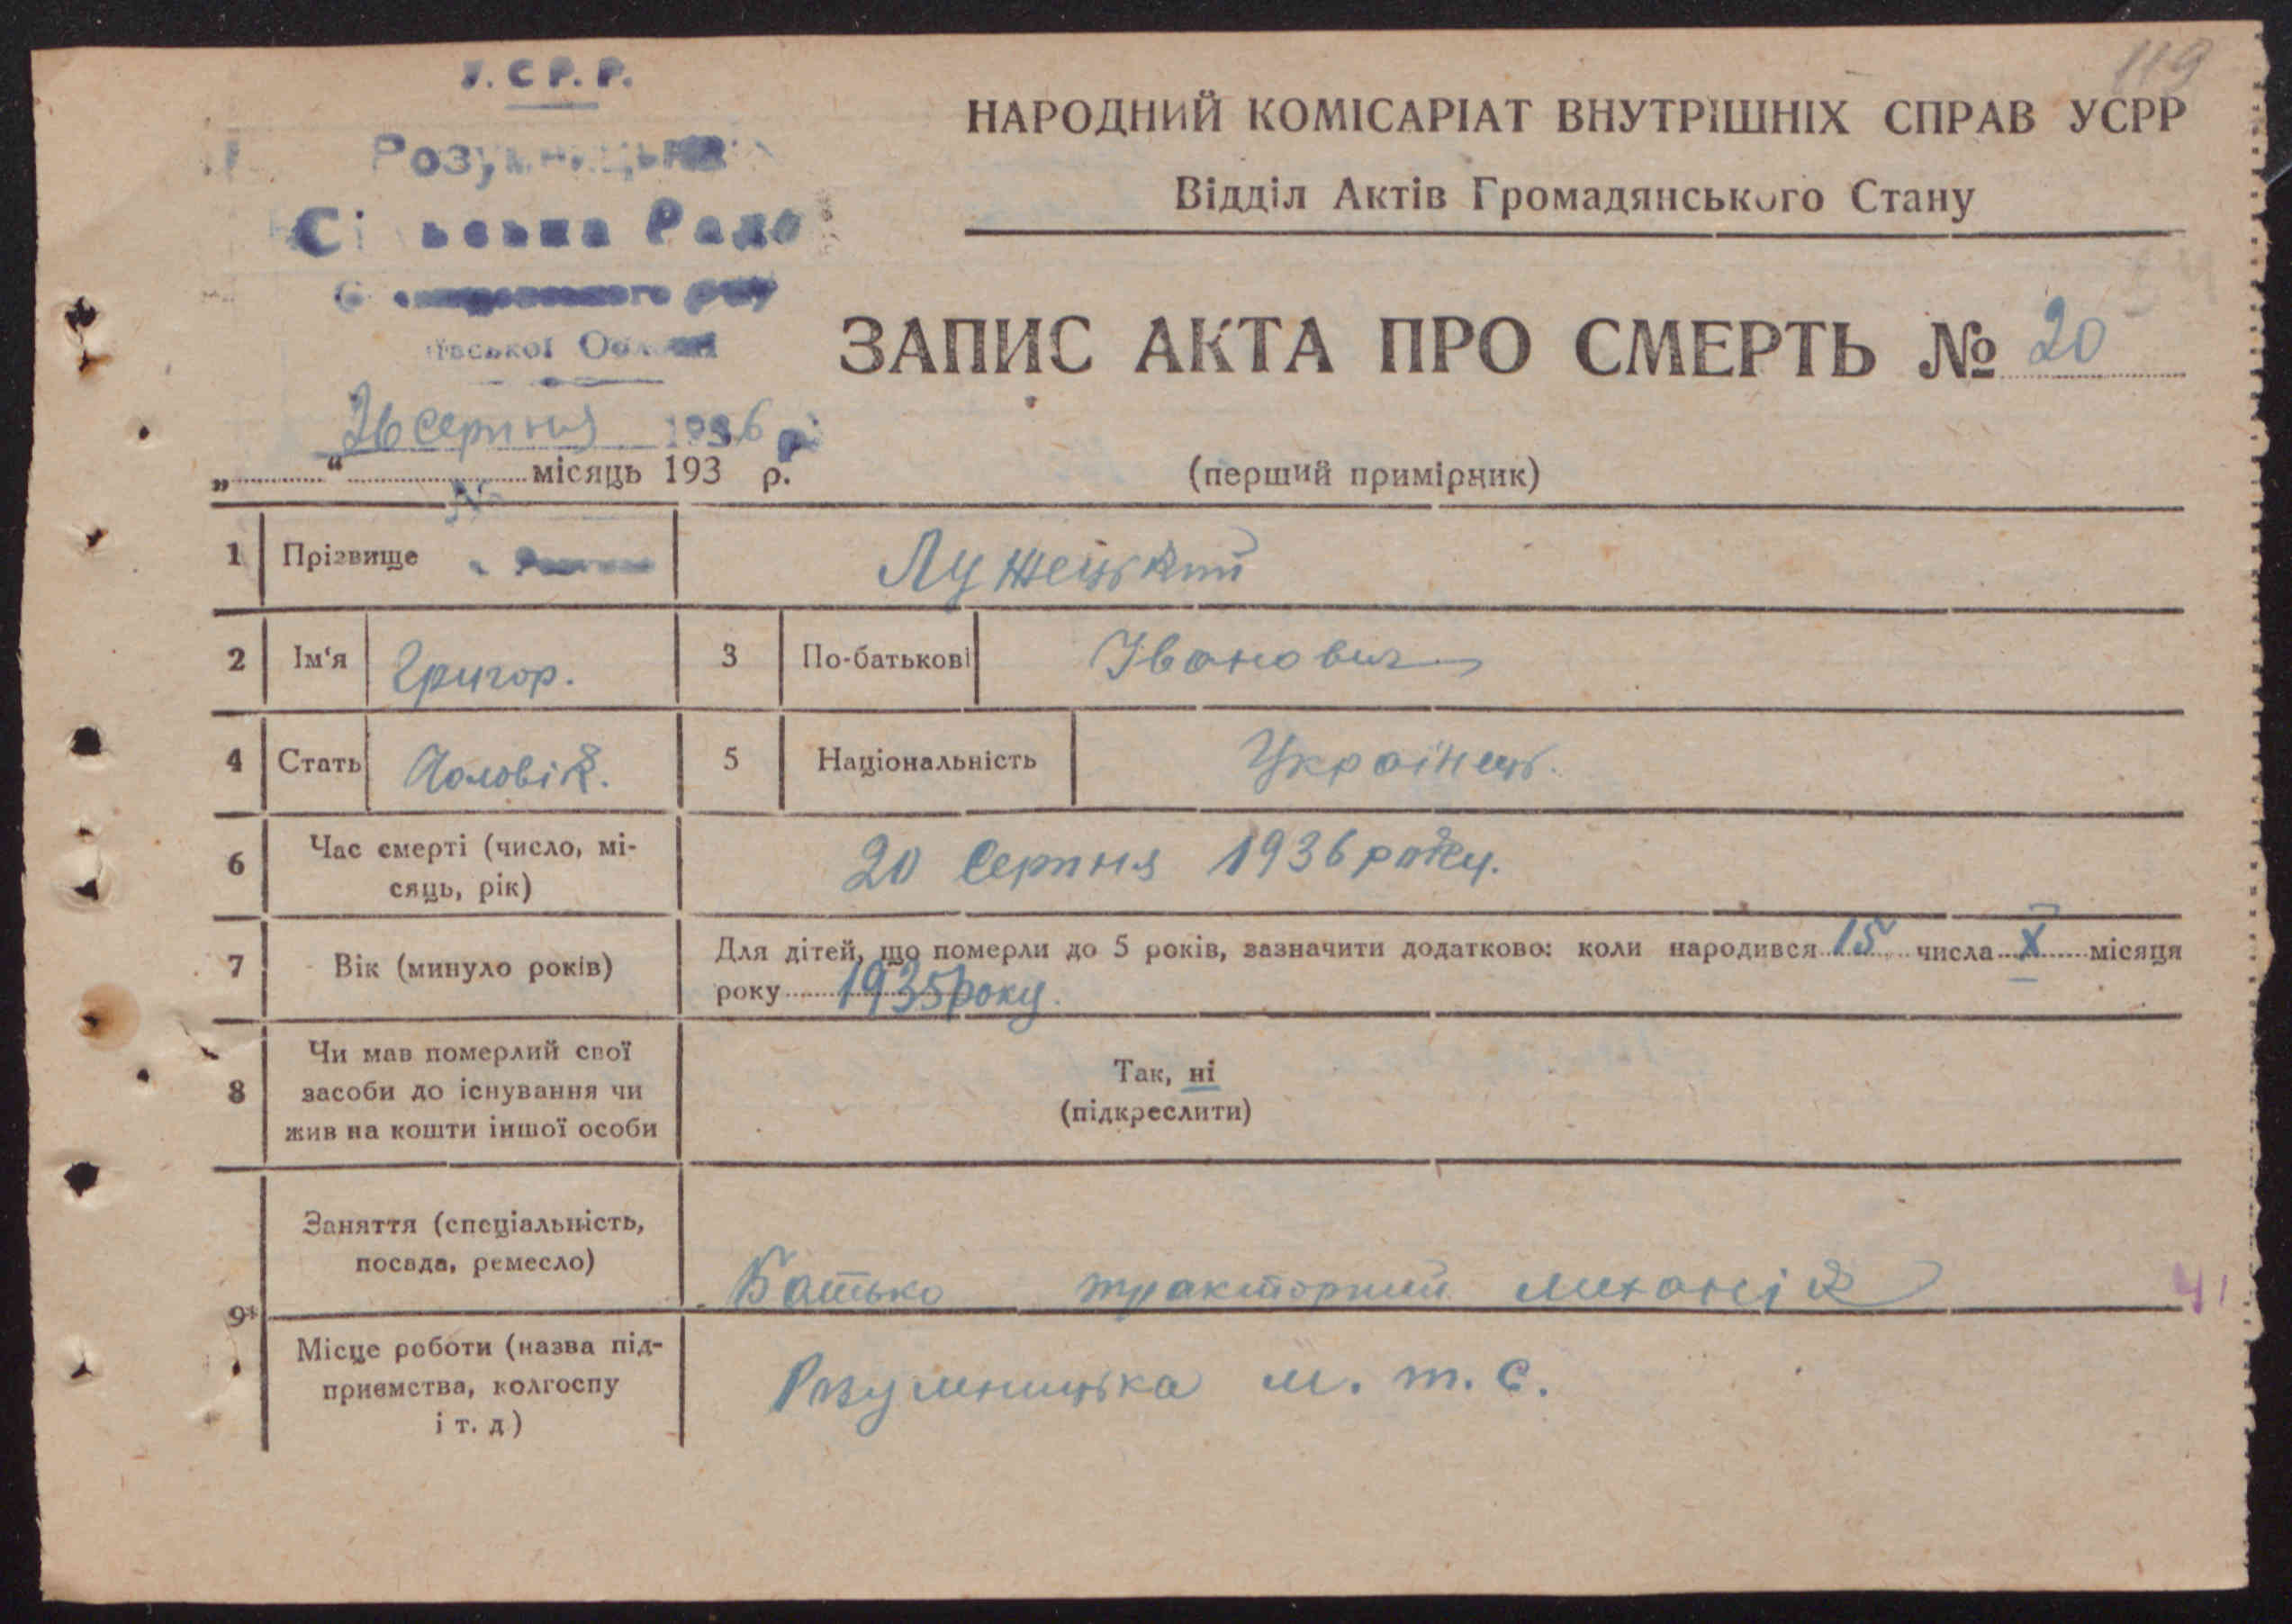 119
У.С.Р.Р.
НАРОДНИЙ КОМІСАРІАТ ВНУТРІШНІХ СПРАВ УСРР
Відділ Актів Громадянського Стану
Сільська Рада
ЗАПИС АКТА ПРО СМЕРТЬ № 20
26 серпня 1936 р.
„ “ місяць 193 р.
(перший примірник)
1 Прізвище Лужецький
2 Ім‘я Григор. 3 По-батькові Іванович
4 Стать Чоловік. 5 Національність Українець.
6 Час смерті (число, мі-
сяць, рік) 20 Серпня 1936 року.
7 Вік (минуло років) Для дітей, що померли до 5 років, зазначити додатково: коли народився 15 числа X місяця
року 1935 року.
8 Чи мав померлий свої
засоби до існування чи
жив на кошти іншої особи
Так, ні
(підкреслити)
9* Заняття (спеціальність,
посада, ремесло) Батько тракторний механік
Місце роботи (назва під-
приємства, колгоспу
і т. д) Розумницька м. т. с.